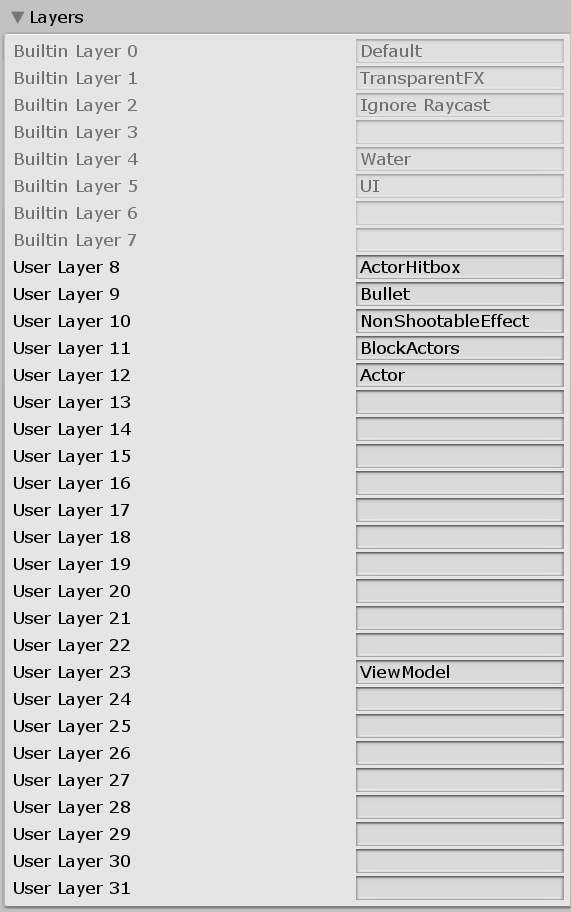 Layers
Builtin Layer 0 Default
Builtin Layer 1 TransparentFX
Builtin Layer 2 Ignore Raycast
Builtin Layer 3
Builtin Layer 4 Water
Builtin Layer 5 UI
Builtin Layer 6
Builtin Layer 7
User Layer 8 ActorHitbox
User Layer 9 Bullet
User Layer 10 NonShootableEffect
User Layer 11 BlockActors
User Layer 12 Actor
User Layer 13
User Layer 14
User Layer 15
User Layer 16
User Layer 17
User Layer 18
User Layer 19
User Layer 20
User Layer 21
User Layer 22
User Layer 23 ViewModel
User Layer 24
User Layer 25
User Layer 26
User Layer 27
User Layer 28
User Layer 29
User Layer 30
User Layer 31